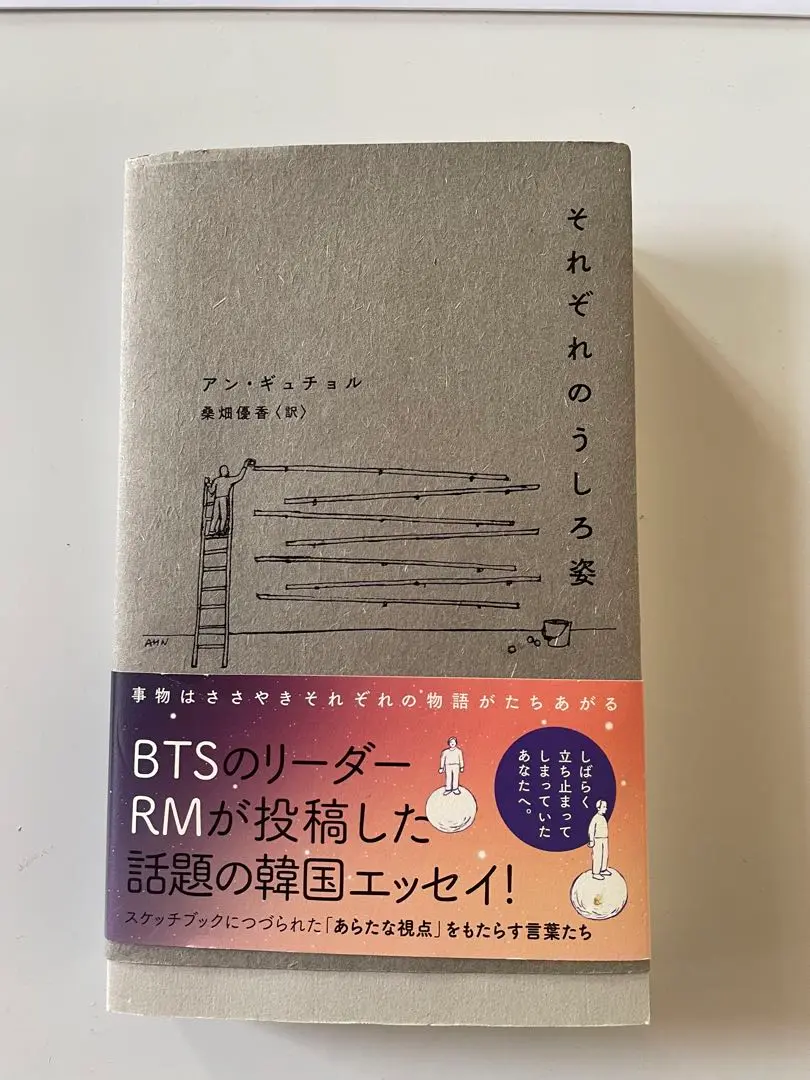 それぞれのうしろ姿
アン・ギュチョル
桑畑優香〈訳〉
AHN
事物はささやきそれぞれの物語がたちあがる
BTSのリーダー
RMが投稿した
話題の韓国エッセイ!
しばらく
立ち止まって
しまっていた
あなたへ。
スケッチブックにつづられた「あらたな視点」をもたらす言葉たち